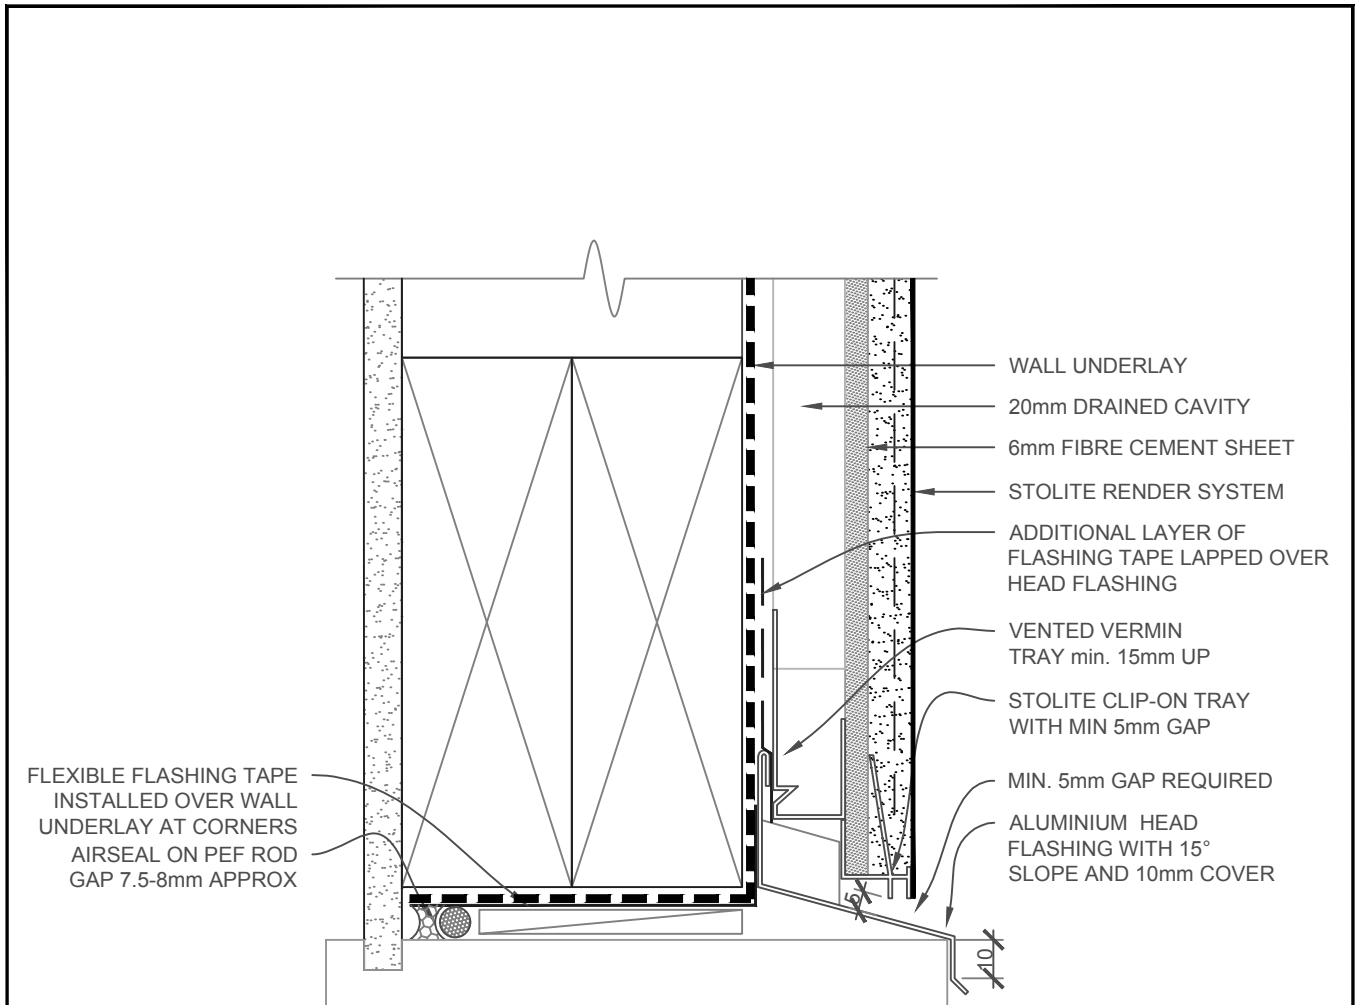 WALL UNDERLAY
20mm DRAINED CAVITY
6mm FIBRE CEMENT SHEET
STOLITE RENDER SYSTEM
ADDITIONAL LAYER OF
FLASHING TAPE LAPPED OVER
HEAD FLASHING
VENTED VERMIN
TRAY min. 15mm UP
STOLITE CLIP-ON TRAY
WITH MIN 5mm GAP
MIN. 5mm GAP REQUIRED
ALUMINIUM HEAD
FLASHING WITH 15°
SLOPE AND 10mm COVER
FLEXIBLE FLASHING TAPE
INSTALLED OVER WALL
UNDERLAY AT CORNERS
AIRSEAL ON PEF ROD
GAP 7.5-8mm APPROX
5
10